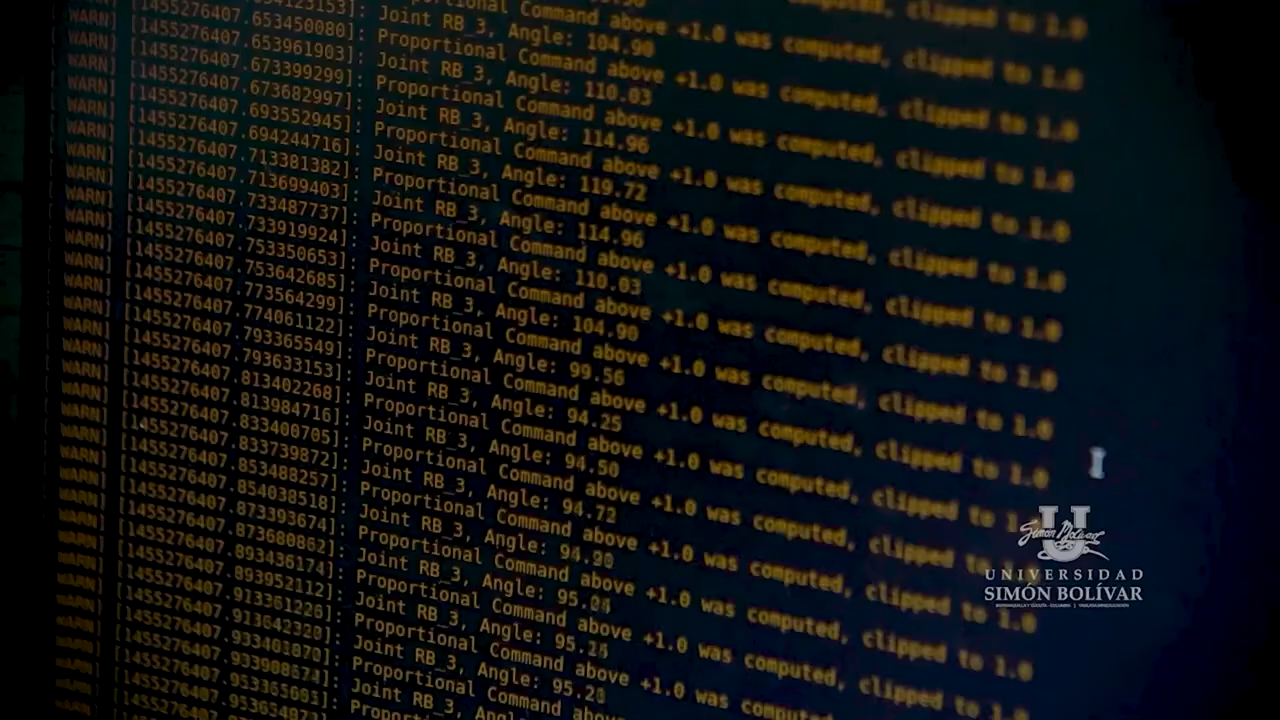 Joint RB_3, Angle: 104.90
WARN] [1455276407.653450080]: Proportional Command above +1.0 was computed, clipped to 1.0
WARN] [1455276407.653961903]: Joint RB_3, Angle: 110.03
WARN] [1455276407.673399299]: Proportional Command above +1.0 was computed, clipped to 1.0
WARN] [1455276407.673682997]: Joint RB_3, Angle: 114.96
WARN] [1455276407.693552945]: Proportional Command above +1.0 was computed, clipped to 1.0
WARN] [1455276407.694244716]: Joint RB_3, Angle: 119.72
WARN] [1455276407.713381382]: Proportional Command above +1.0 was computed, clipped to 1.0
WARN] [1455276407.713699403]: Joint RB_3, Angle: 114.96
WARN] [1455276407.733487737]: Proportional Command above +1.0 was computed, clipped to 1.0
WARN] [1455276407.733919924]: Joint RB_3, Angle: 110.03
WARN] [1455276407.753350653]: Proportional Command above +1.0 was computed, clipped to 1.0
WARN] [1455276407.753642685]: Joint RB_3, Angle: 104.90
WARN] [1455276407.773564299]: Proportional Command above +1.0 was computed, clipped to 1.0
WARN] [1455276407.774061122]: Joint RB_3, Angle: 99.56
WARN] [1455276407.793365549]: Proportional Command above +1.0 was computed, clipped to 1.0
WARN] [1455276407.793633153]: Joint RB_3, Angle: 94.25
WARN] [1455276407.813402268]: Proportional Command above +1.0 was computed, clipped to 1.0
WARN] [1455276407.813984716]: Joint RB_3, Angle: 94.50
WARN] [1455276407.833400705]: Proportional Command above +1.0 was computed, clipped to
WARN] [1455276407.833739872]: Joint RB_3, Angle: 94.72
WARN] [1455276407.853488257]: Proportional Command above +1.0 was computed, clipped to
WARN] [1455276407.854038518]: Joint RB_3, Angle: 94.90
WARN] [1455276407.873393674]: Proportional Command above +1.0 was computed, clipped to 1.0
WARN] [1455276407.873680862]: Joint RB_3, Angle: 95.04
WARN] [1455276407.893436174]: Proportional Command above +1.0 was computed, clipped to 1.0
WARN] [1455276407.893952112]: Joint RB_3, Angle:
WARN] [1455276407.913361226]: Proportional Command above +1.0 was computed, clipped to 1.0
WARN] [1455276407.913642320]: Joint RB_3, Angle:
WARN] [1455276407.933401070]: Proportional Command above
WARN] Joint RB_3,
WARN] Proportional
U
Simón Bolívar
UNIVERSIDAD
SIMÓN BOLÍVAR